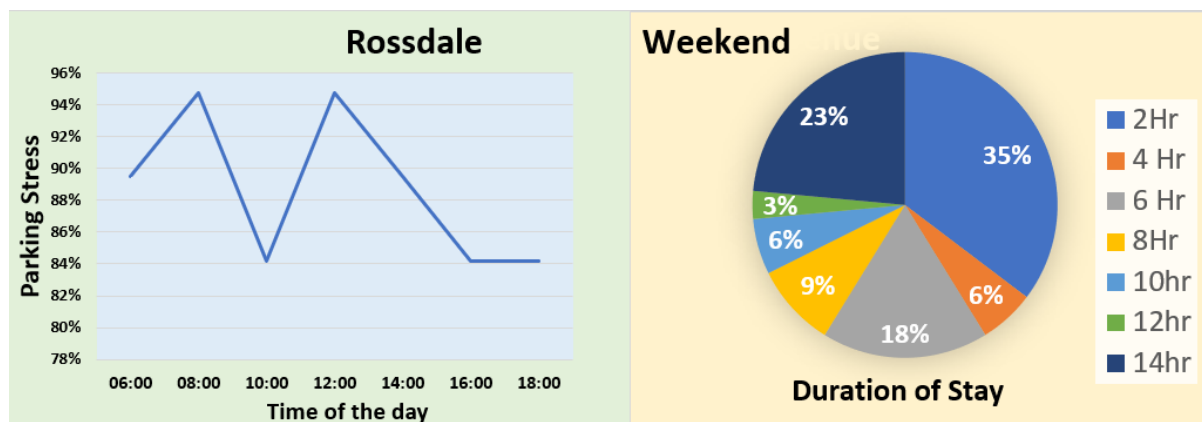 Rossdale
96%
94%
92%
90%
88%
86%
84%
82%
80%
78%
Parking Stress
06:00 08:00 10:00 12:00 14:00 16:00 18:00
Time of the day
Weekend
23%
35%
3%
6%
9%
18%
6%
2Hr
4 Hr
6 Hr
8Hr
10hr
12hr
14hr
Duration of Stay